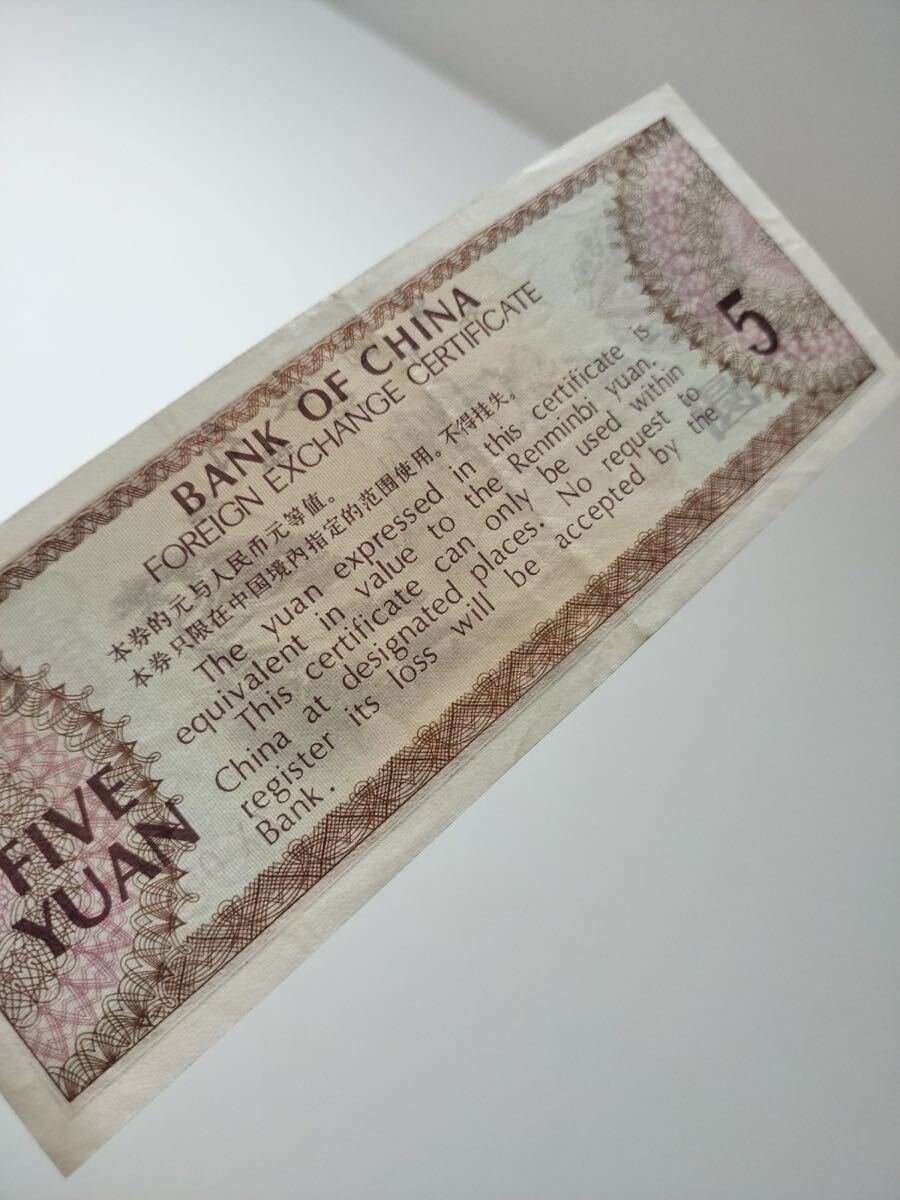 BANK OF CHINA
FOREIGN EXCHANGE CERTIFICATE
本券的元与人民币元等值。
本券只限在中国境内指定的范围使用。不得挂失。
The yuan expressed in this certificate is
equivalent in value to the Renminbi yuan.
This certificate can only be used within
China at designated places. No request to
register its loss will be accepted by the
Bank.
5
圆
FIVE
YUAN